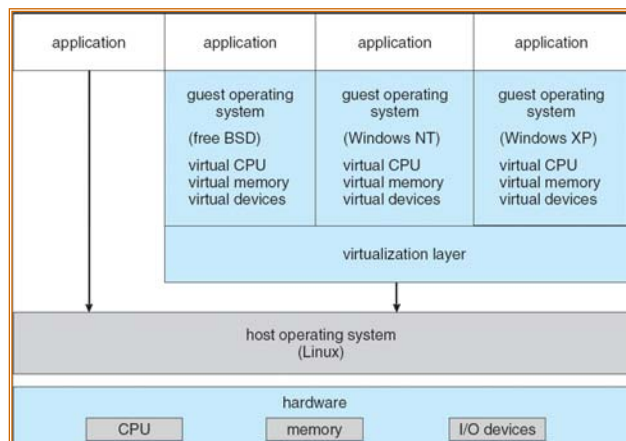 application
application
application
application
guest operating
system
(free BSD)
virtual CPU
virtual memory
virtual devices
guest operating
system
(Windows NT)
virtual CPU
virtual memory
virtual devices
guest operating
system
(Windows XP)
virtual CPU
virtual memory
virtual devices
virtualization layer
host operating system
(Linux)
hardware
CPU
memory
I/O devices